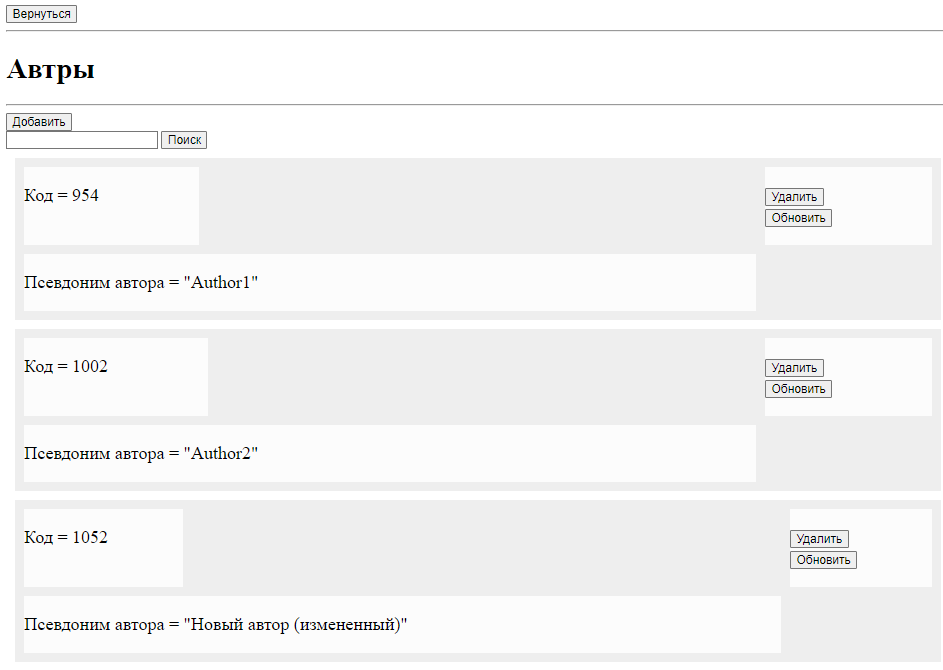 Вернуться
Автры
Добавить
Поиск
Код = 954
Удалить
Обновить
Псевдоним автора = "Author1"
Код = 1002
Удалить
Обновить
Псевдоним автора = "Author2"
Код = 1052
Удалить
Обновить
Псевдоним автора = "Новый автор (измененный)"